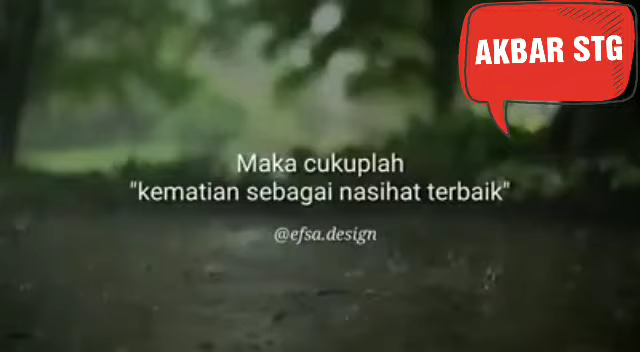 AKBAR STG
Maka cukuplah
"kematian sebagai nasihat terbaik"
@efsa.design